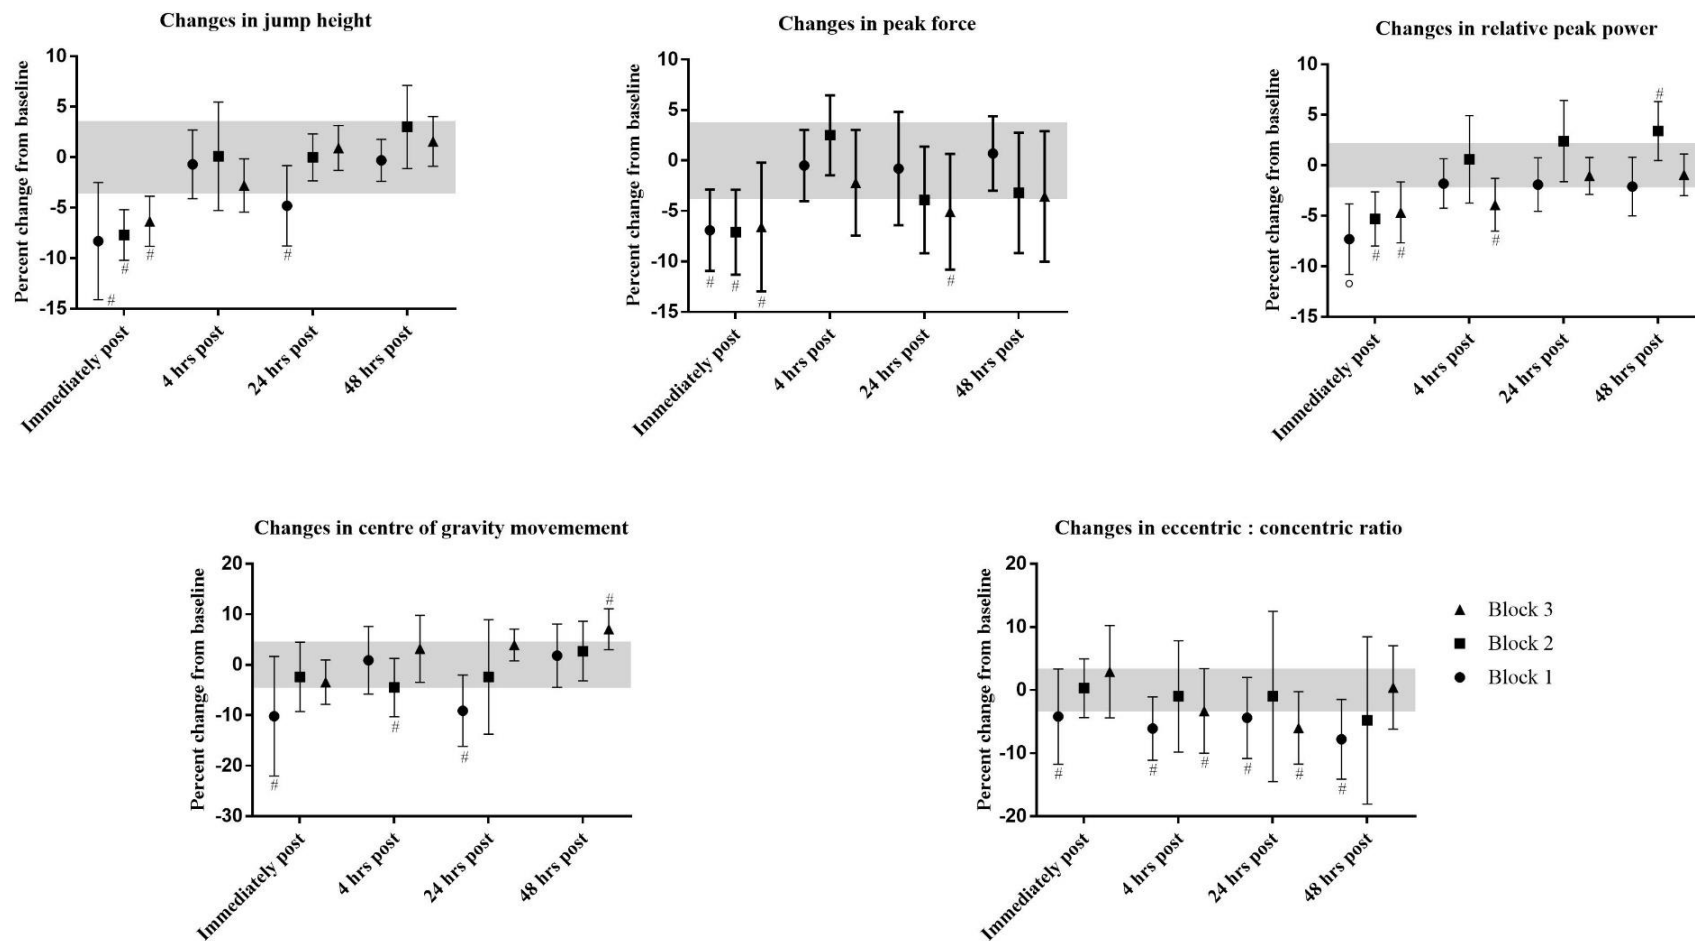 Changes in jump height
Percent change from baseline
10
5
0
-5
-10
-15
#
#
#
#
Immediately post
4 hrs post
24 hrs post
48 hrs post
Changes in peak force
Percent change from baseline
10
5
0
-5
-10
-15
#
#
#
#
Immediately post
4 hrs post
24 hrs post
48 hrs post
Changes in relative peak power
Percent change from baseline
10
5
0
-5
-10
-15
#
#
#
#
Immediately post
4 hrs post
24 hrs post
48 hrs post
Changes in centre of gravity movemement
Percent change from baseline
20
10
0
-10
-20
-30
#
#
#
#
Immediately post
4 hrs post
24 hrs post
48 hrs post
Changes in eccentric : concentric ratio
Percent change from baseline
20
10
0
-10
-20
#
#
#
#
#
#
Immediately post
4 hrs post
24 hrs post
48 hrs post
Block 3
Block 2
Block 1